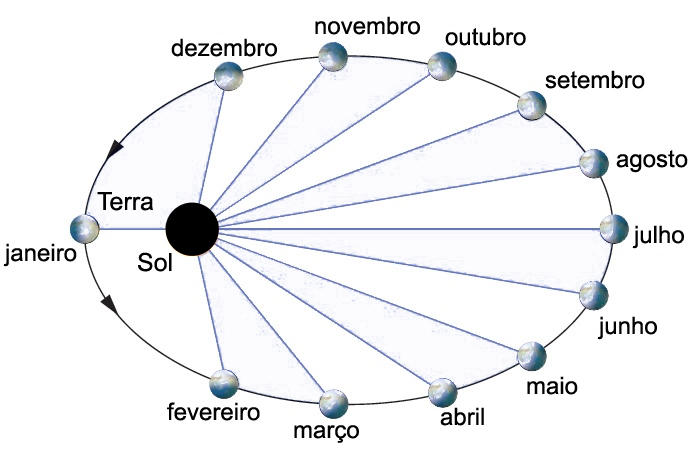 novembro
outubro
dezembro
setembro
agosto
Terra
julho
janeiro
Sol
junho
maio
fevereiro
abril
março